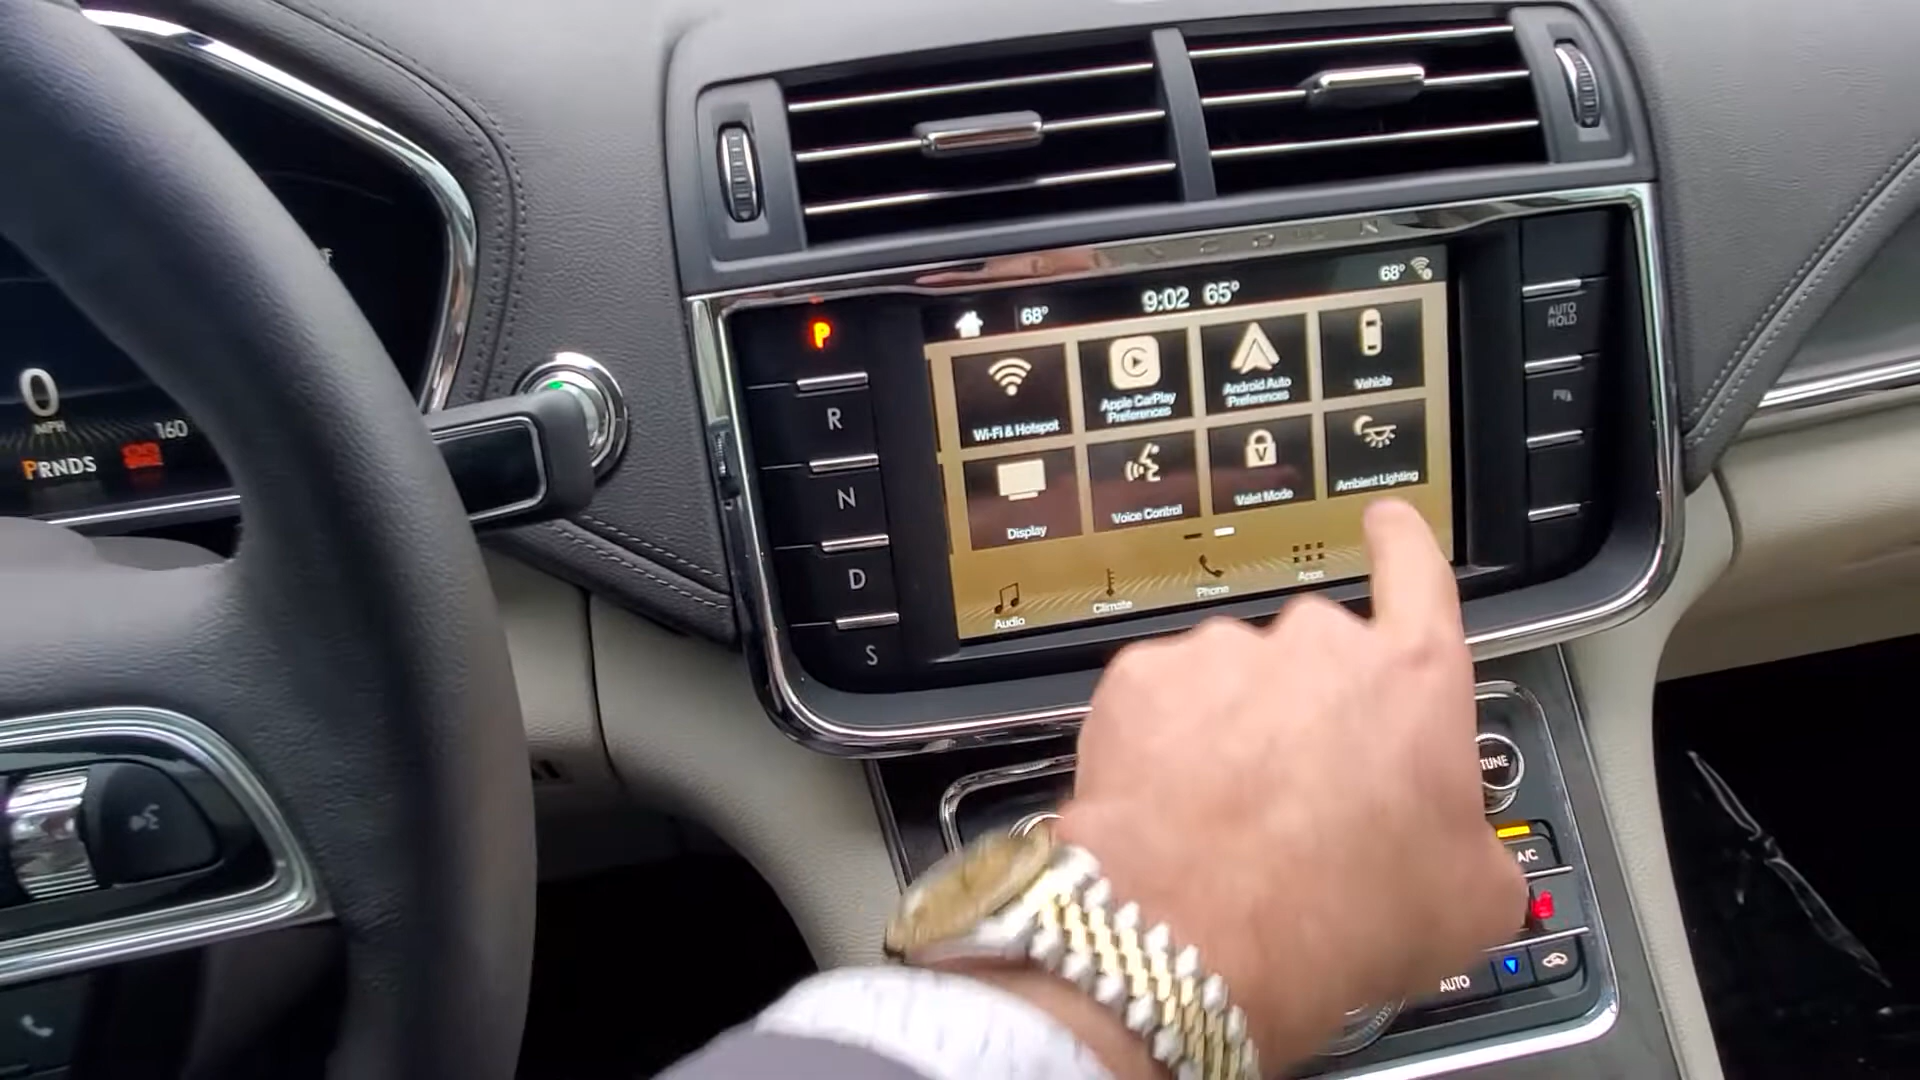 0
MPH
160
PRNDS
P
R
N
D
S
LINCOLN
68°
9:02 65°
68°
Wi-Fi & Hotspot
Apple CarPlay
Preferences
Android Auto
Preferences
Vehicle
Display
Voice Control
Valet Mode
V
Ambient Lighting
Audio
Climate
Phone
Apps
AUTO
HOLD
TUNE
A/C
AUTO